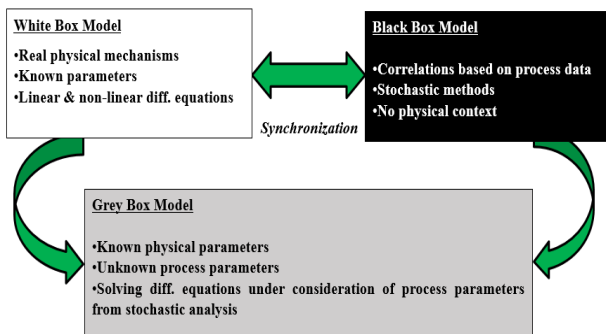 White Box Model
•Real physical mechanisms
•Known parameters
•Linear & non-linear diff. equations
Black Box Model
•Correlations based on process data
•Stochastic methods
•No physical context
Synchronization
Grey Box Model
•Known physical parameters
•Unknown process parameters
•Solving diff. equations under consideration of process parameters
from stochastic analysis